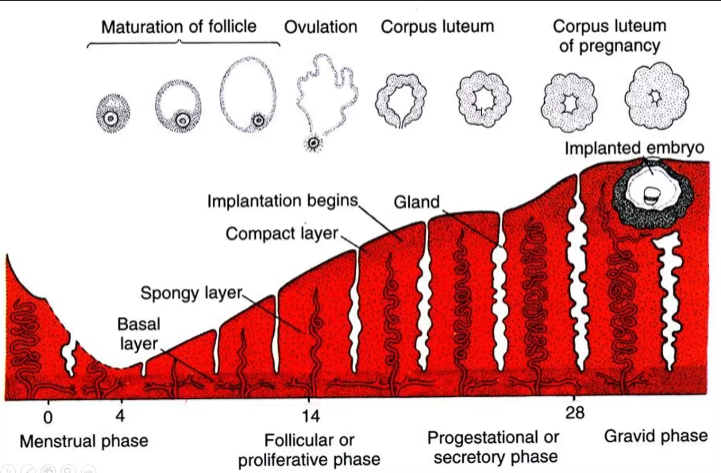 Maturation of follicle
Ovulation
Corpus luteum
Corpus luteum
of pregnancy
Implanted embryo
Implantation begins
Gland
Compact layer
Spongy layer
Basal
layer
0
4
14
28
Menstrual phase
Follicular or
proliferative phase
Progestational or
secretory phase
Gravid phase